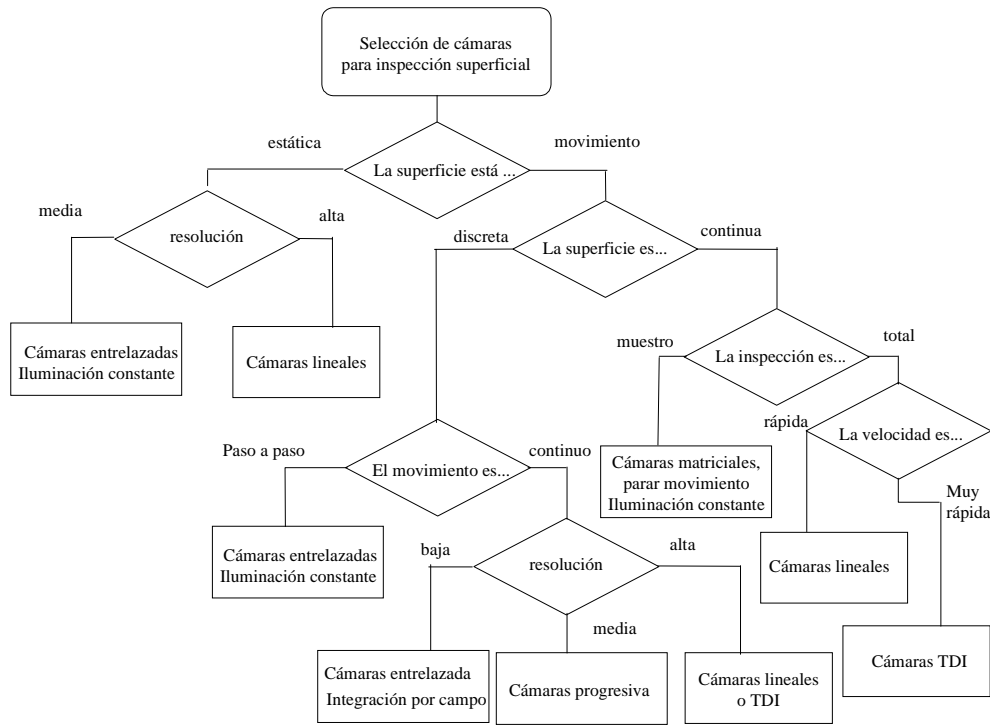 Selección de cámaras
para inspección superficial
estática
movimiento
La superficie está ...
media
resolución
alta
discreta
La superficie es...
continua
Cámaras entrelazadas
Iluminación constante
Cámaras lineales
muestro
La inspección es...
total
rápida
La velocidad es...
Paso a paso
El movimiento es...
continuo
Cámaras matriciales,
parar movimiento
Iluminación constante
Muy
rápida
Cámaras entrelazadas
Iluminación constante
baja
resolución
alta
Cámaras lineales
media
Cámaras entrelazada
Integración por campo
Cámaras progresiva
Cámaras lineales
o TDI
Cámaras TDI